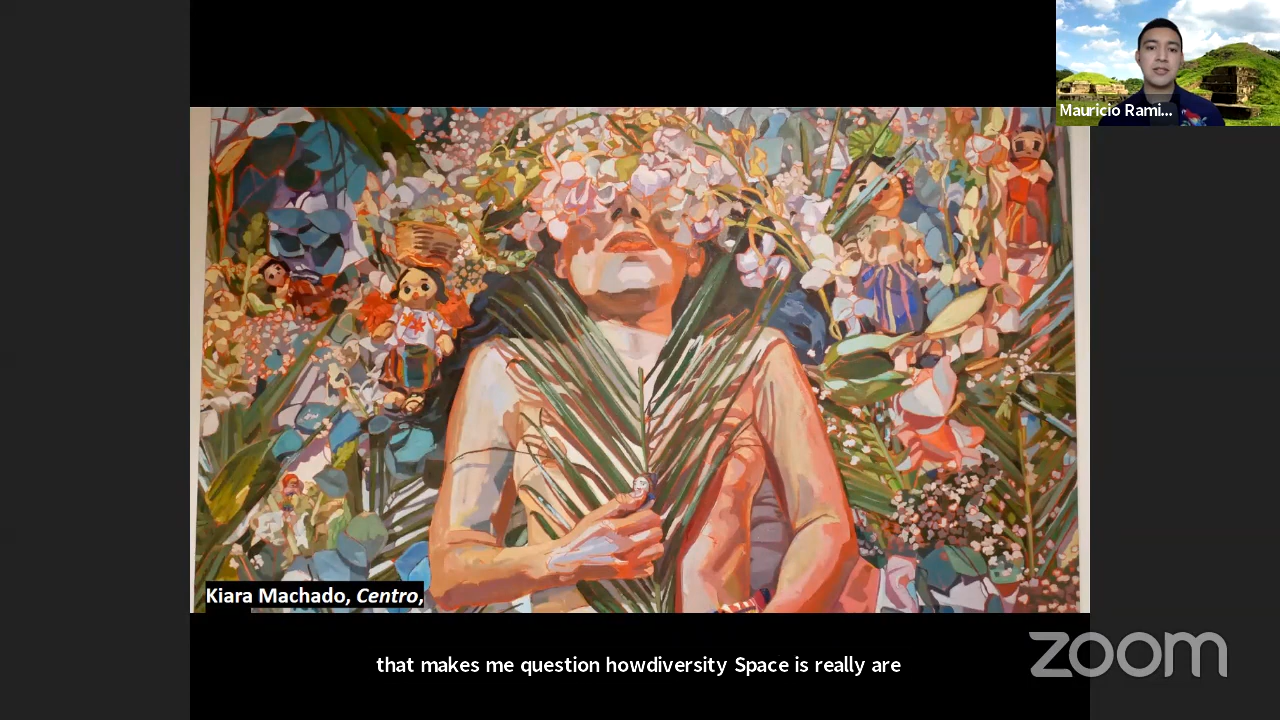 Mauricio Rami...
Kiara Machado, Centro,
that makes me question howdiversity Space is really are
zoom